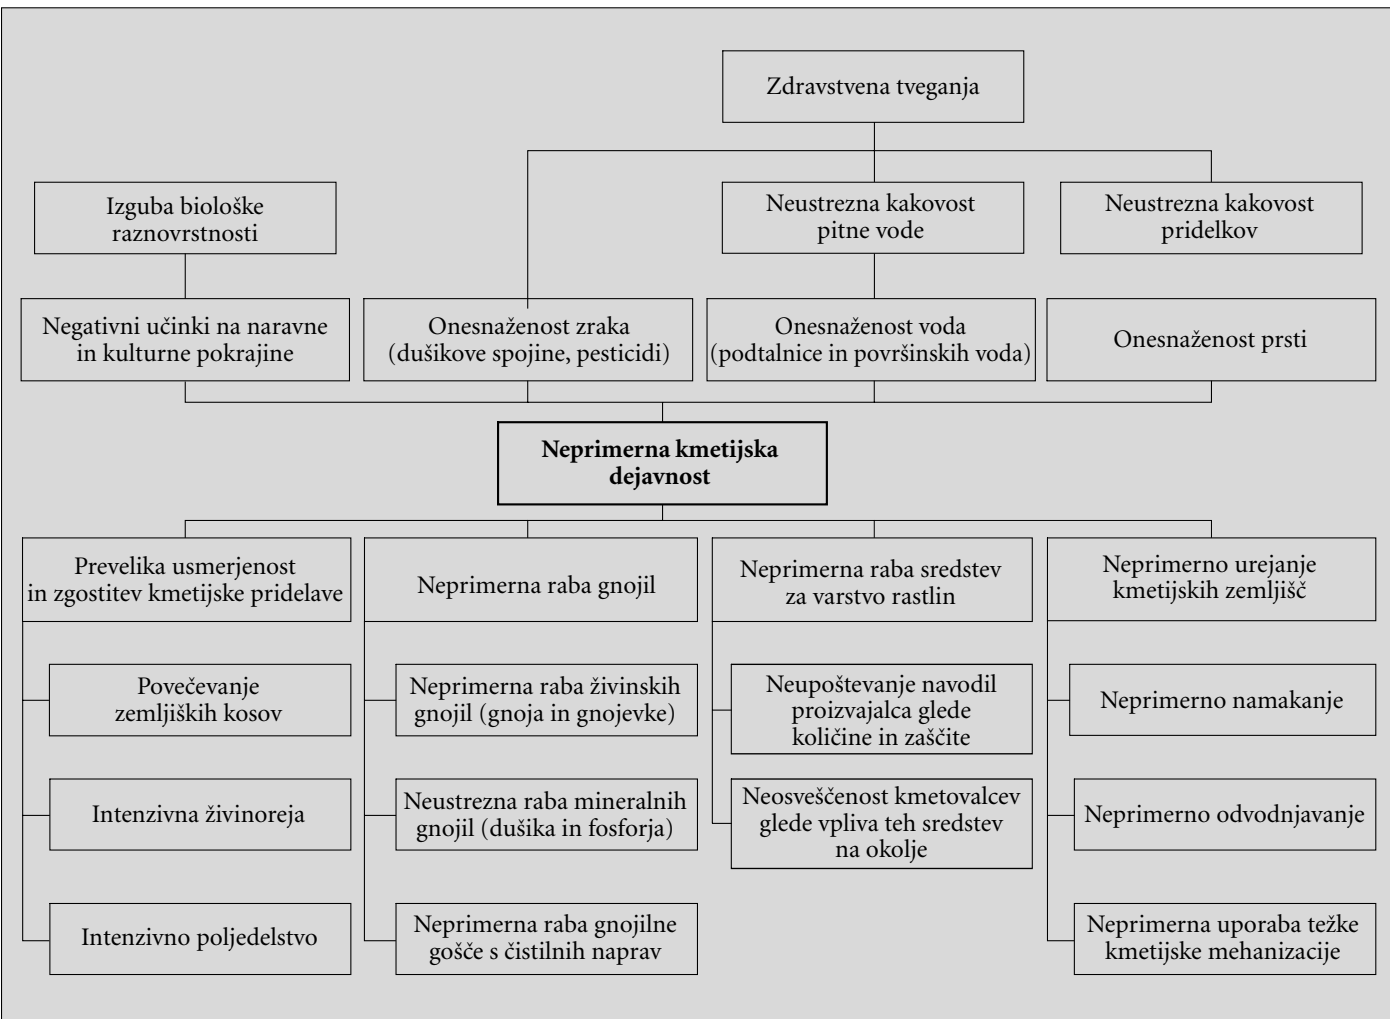 Zdravstvena tveganja
Izguba biološke
raznovrstnosti
Neustrezna kakovost
pitne vode
Neustrezna kakovost
pridelkov
Negativni učinki na naravne
in kulturne pokrajine
Onesnaženost zraka
(dušikove spojine, pesticidi)
Onesnaženost voda
(podtalnice in površinskih voda)
Onesnaženost prsti
Neprimerna kmetijska
dejavnost
Prevelika usmerjenost
in zgostitev kmetijske pridelave
Neprimerna raba gnojil
Neprimerna raba sredstev
za varstvo rastlin
Neprimerno urejanje
kmetijskih zemljišč
Povečevanje
zemljiških kosov
Neprimerna raba živinskih
gnojil (gnoja in gnojevke)
Neupoštevanje navodil
proizvajalca glede
količine in zaščite
Neprimerno namakanje
Intenzivna živinoreja
Neustrezna raba mineralnih
gnojil (dušika in fosforja)
Neosveščenost kmetovalcev
glede vpliva teh sredstev
na okolje
Neprimerno odvodnjavanje
Intenzivno poljedelstvo
Neprimerna raba gnojilne
gošče s čistilnih naprav
Neprimerna uporaba težke
kmetijske mehanizacije